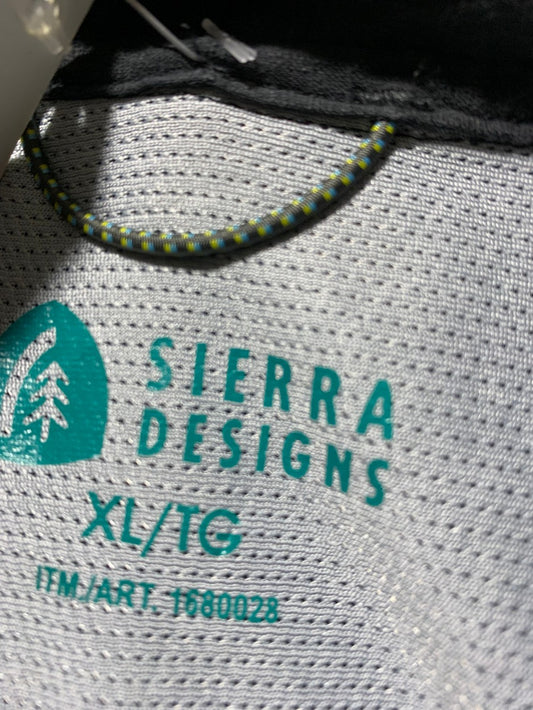 SIERRA
DESIGNS
XL/TG
ITM./ART. 1680028